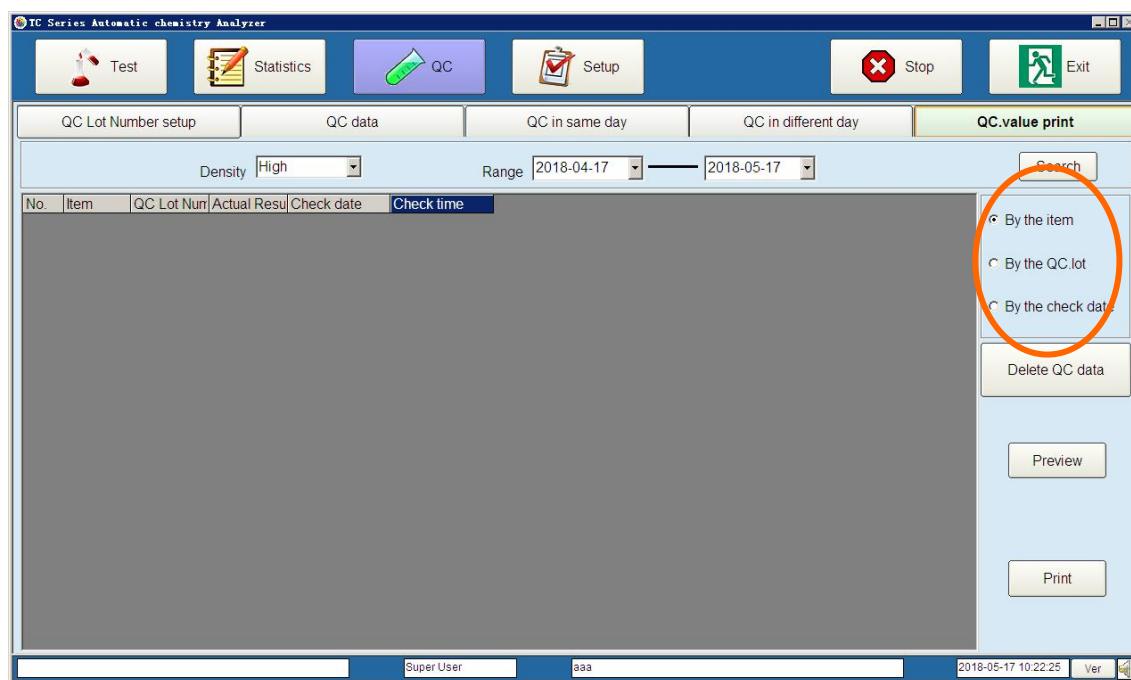 TC Series Automatic chemistry Analyzer
Test Statistics QC Setup Stop Exit
QC Lot Number setup QC data QC in same day QC in different day QC.value print
Density High Range 2018-04-17 2018-05-17 Search
No. Item QC Lot Num Actual Resu Check date Check time
By the item
By the QC.lot
By the check date
Delete QC data
Preview
Print
Super User aaa 2018-05-17 10:22:25 Ver